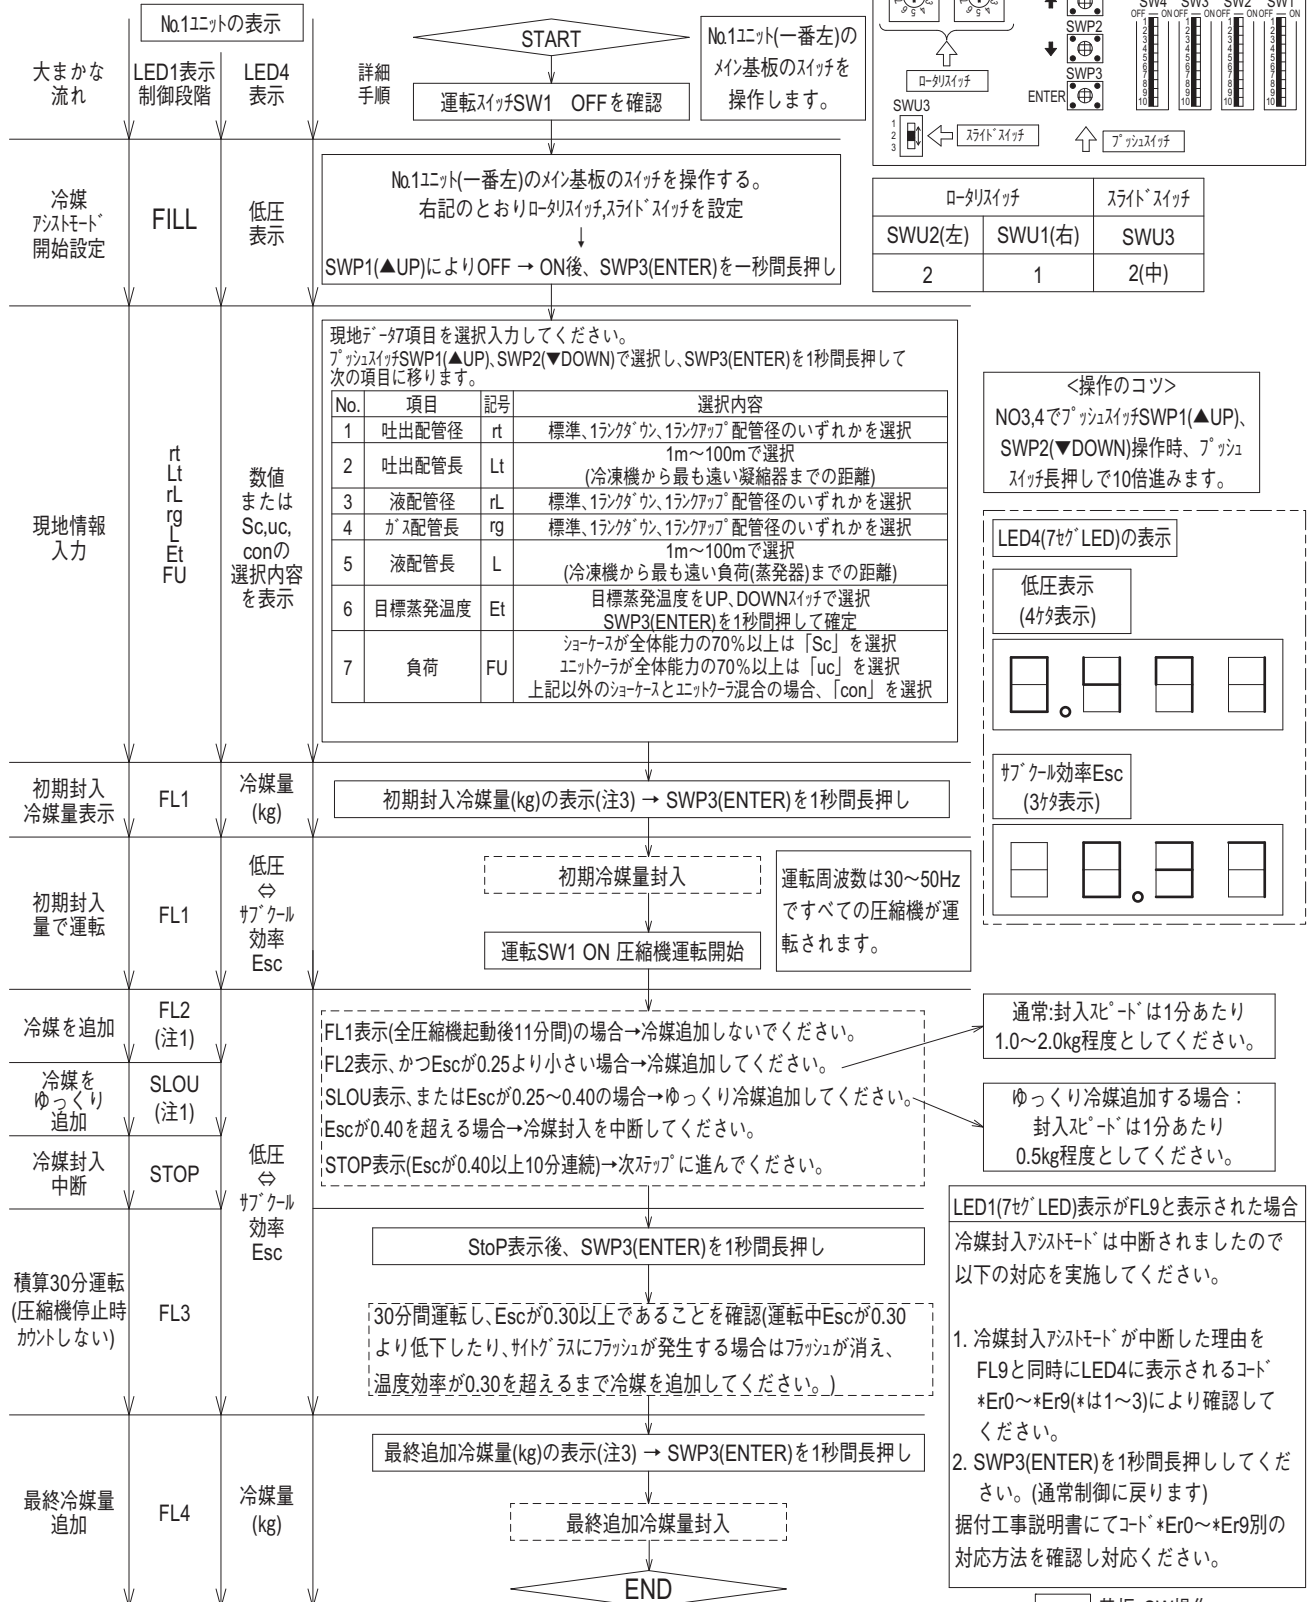 No.1ユニットの表示
大まかな
流れ
LED1表示
制御段階
LED4
表示
詳細
手順
START
運転スイッチSW1　OFFを確認
No.1ユニット(一番左)の
メイン基板のスイッチを
操作します。
ロータリスイッチ
SWU3
1
2
3
スライドスイッチ
SWP2
SWP3
ENTER
プッシュスイッチ
SW4 SW3 SW2 SW1
OFF ON OFF ON OFF ON OFF ON
冷媒
アシストモード
開始設定
FILL
低圧
表示
No.1ユニット(一番左)のメイン基板のスイッチを操作する。
右記のとおりロータリスイッチ,スライドスイッチを設定
↓
SWP1(▲UP)によりOFF → ON後、SWP3(ENTER)を一秒間長押し
ロータリスイッチ スライドスイッチ
SWU2(左) SWU1(右) SWU3
2 1 2(中)
現地情報
入力
rt
Lt
rL
rg
L
Et
FU
数値
または
Sc,uc,
conの
選択内容
を表示
現地データ7項目を選択入力してください。
プッシュスイッチSWP1(▲UP)、SWP2(▼DOWN)で選択し、SWP3(ENTER)を1秒間長押して
次の項目に移ります。
No. 項目 記号 選択内容
1 吐出配管径 rt 標準、1ランクダウン、1ランクアップ配管径のいずれかを選択
2 吐出配管長 Lt 1m～100mで選択
(冷凍機から最も遠い凝縮器までの距離)
3 液配管径 rL 標準、1ランクダウン、1ランクアップ配管径のいずれかを選択
4 ガス配管長 rg 標準、1ランクダウン、1ランクアップ配管径のいずれかを選択
5 液配管長 L 1m～100mで選択
(冷凍機から最も遠い負荷(蒸発器)までの距離)
6 目標蒸発温度 Et 目標蒸発温度をUP、DOWNスイッチで選択
SWP3(ENTER)を1秒間押して確定
7 負荷 FU ショーケースが全体能力の70%以上は「Sc」を選択
ユニットクーラが全体能力の70%以上は「uc」を選択
上記以外のショーケースとユニットクーラ混合の場合、「con」を選択
<操作のコツ>
NO3,4でプッシュスイッチSWP1(▲UP)、
SWP2(▼DOWN)操作時、プッシュ
スイッチ長押しで10倍進みます。
LED4(7セグLED)の表示
低圧表示
(4ケタ表示)
サブクール効率Esc
(3ケタ表示)
初期封入
冷媒量表示
FL1
冷媒量
(kg)
初期封入冷媒量(kg)の表示(注3) → SWP3(ENTER)を1秒間長押し
初期封入
量で運転
FL1
低圧
⇔
サブクール
効率
Esc
初期冷媒量封入
運転SW1 ON 圧縮機運転開始
運転周波数は30～50Hz
ですべての圧縮機が運
転されます。
冷媒を追加
FL2
(注1)
冷媒を
ゆっくり
追加
SLOU
(注1)
冷媒封入
中断
STOP
低圧
⇔
サブクール
効率
Esc
FL1表示(全圧縮機起動後11分間)の場合→冷媒追加しないでください。
FL2表示、かつEscが0.25より小さい場合→冷媒追加してください。
SLOU表示、またはEscが0.25～0.40の場合→ゆっくり冷媒追加してください。
Escが0.40を超える場合→冷媒封入を中断してください。
STOP表示(Escが0.40以上10分連続)→次ステップに進んでください。
通常:封入スピードは1分あたり
1.0～2.0kg程度としてください。
ゆっくり冷媒追加する場合：
封入スピードは1分あたり
0.5kg程度としてください。
積算30分運転
(圧縮機停止時
カウントしない)
FL3
StoP表示後、SWP3(ENTER)を1秒間長押し
30分間運転し、Escが0.30以上であることを確認(運転中Escが0.30
より低下したり、サイトグラスにフラッシュが発生する場合はフラッシュが消え、
温度効率が0.30を超えるまで冷媒を追加してください。)
最終冷媒量
追加
FL4
冷媒量
(kg)
最終追加冷媒量(kg)の表示(注3) → SWP3(ENTER)を1秒間長押し
最終追加冷媒量封入
END
LED1(7セグLED)表示がFL9と表示された場合
冷媒封入アシストモードは中断されましたので
以下の対応を実施してください。
1. 冷媒封入アシストモードが中断した理由を
FL9と同時にLED4に表示されるコード
*Er0～*Er9(*は1～3)により確認して
ください。
2. SWP3(ENTER)を1秒間長押ししてくだ
さい。(通常制御に戻ります)
据付工事説明書にてコード*Er0～*Er9別の
対応方法を確認し対応ください。